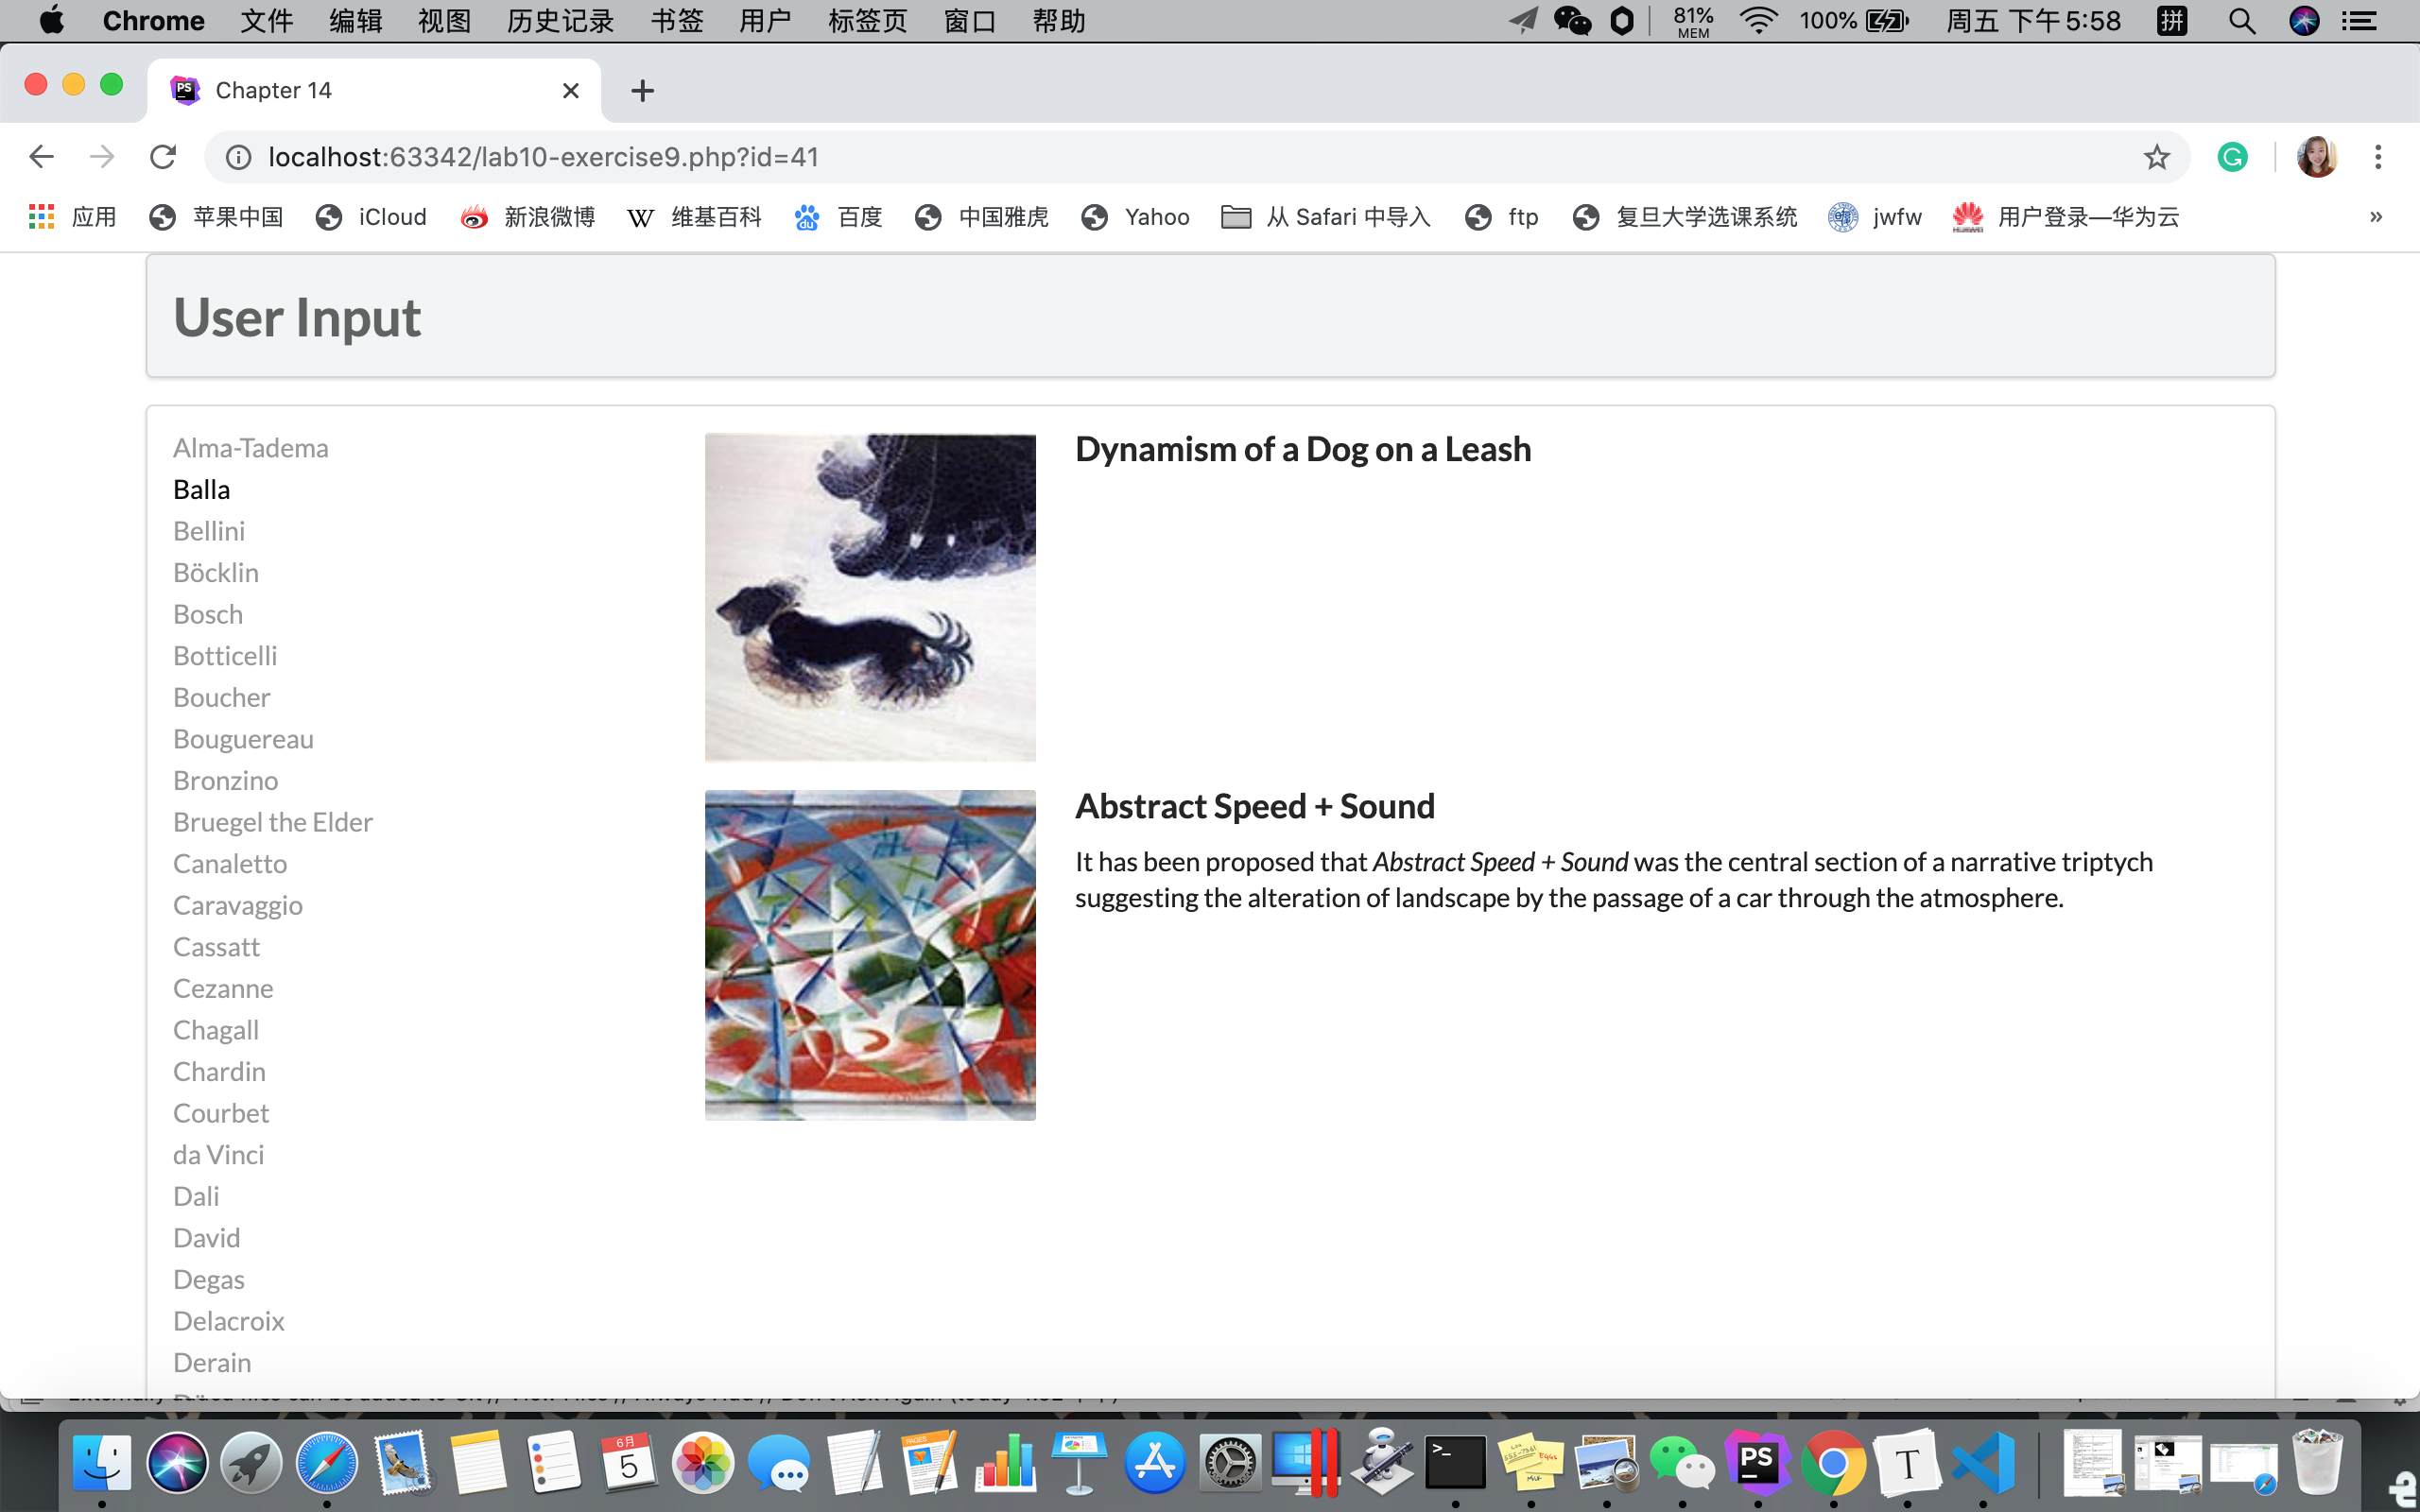 Chrome 文件 编辑 视图 历史记录 书签 用户 标签页 窗口 帮助 81% MEM 100% 周五 下午 5:58 拼
PS Chapter 14
localhost:63342/lab10-exercise9.php?id=41
应用 苹果中国 iCloud 新浪微博 W 维基百科 百度 中国雅虎 Yahoo 从 Safari 中导入 ftp 复旦大学选课系统 jwfw 用户登录—华为云 »
User Input
Alma-Tadema
Balla
Bellini
Böcklin
Bosch
Botticelli
Boucher
Bouguereau
Bronzino
Bruegel the Elder
Canaletto
Caravaggio
Cassatt
Cezanne
Chagall
Chardin
Courbet
da Vinci
Dali
David
Degas
Delacroix
Derain
Dynamism of a Dog on a Leash
Abstract Speed + Sound
It has been proposed that Abstract Speed + Sound was the central section of a narrative triptych
suggesting the alteration of landscape by the passage of a car through the atmosphere.
6月
5
PAGES
PS
T